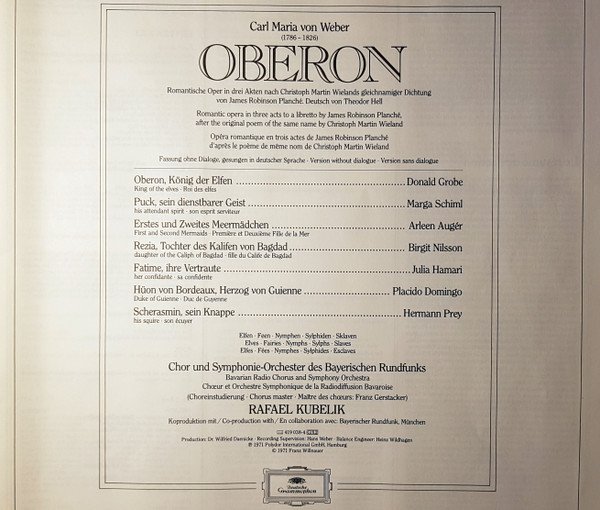 Carl Maria von Weber
(1786 - 1826)
OBERON
Romantische Oper in drei Akten nach Christoph Martin Wielands gleichnamiger Dichtung
von James Robinson Planché. Deutsch von Theodor Hell
Romantic opera in three acts to a libretto by James Robinson Planché,
after the original poem of the same name by Christoph Martin Wieland
Opéra romantique en trois actes de James Robinson Planché
d'après le poème de même nom de Christoph Martin Wieland
Fassung ohne Dialoge, gesungen in deutscher Sprache · Version without dialogue · Version sans dialogue
Oberon, König der Elfen ........ Donald Grobe
King of the elves · Roi des elfes
Puck, sein dienstbarer Geist ........ Marga Schiml
his attendant spirit · son esprit serviteur
Erstes und Zweites Meermädchen ........ Arleen Augér
First and Second Mermaids · Première et Deuxième Fille de la Mer
Rezia, Tochter des Kalifen von Bagdad ........ Birgit Nilsson
daughter of the Caliph of Bagdad · fille du Calife de Bagdad
Fatime, ihre Vertraute ........ Julia Hamari
her confidante · sa confidente
Hüon von Bordeaux, Herzog von Guienne ........ Placido Domingo
Duke of Guienne · Duc de Guyenne
Scherasmin, sein Knappe ........ Hermann Prey
his squire · son écuyer
Elfen · Feen · Nymphen · Sylphiden · Sklaven
Elves · Fairies · Nymphs · Sylphs · Slaves
Elfes · Fées · Nymphes · Sylphides · Esclaves
Chor und Symphonie-Orchester des Bayerischen Rundfunks
Bavarian Radio Chorus and Symphony Orchestra
Chœur et Orchestre Symphonique de la Radiodiffusion Bavaroise
(Choreinstudierung · Chorus master · Maître des chœurs: Franz Gerstacker)
RAFAEL KUBELIK
Koproduktion mit / Co-production with / En collaboration avec: Bayerischer Rundfunk, München
419 038-4
Production: Dr. Wilfried Daenicke · Recording Supervision: Hans Weber · Balance Engineer: Heinz Wildhagen
℗ 1971 Polydor International GmbH, Hamburg
© 1971 Franz Willnauer
Deutsche
Grammophon